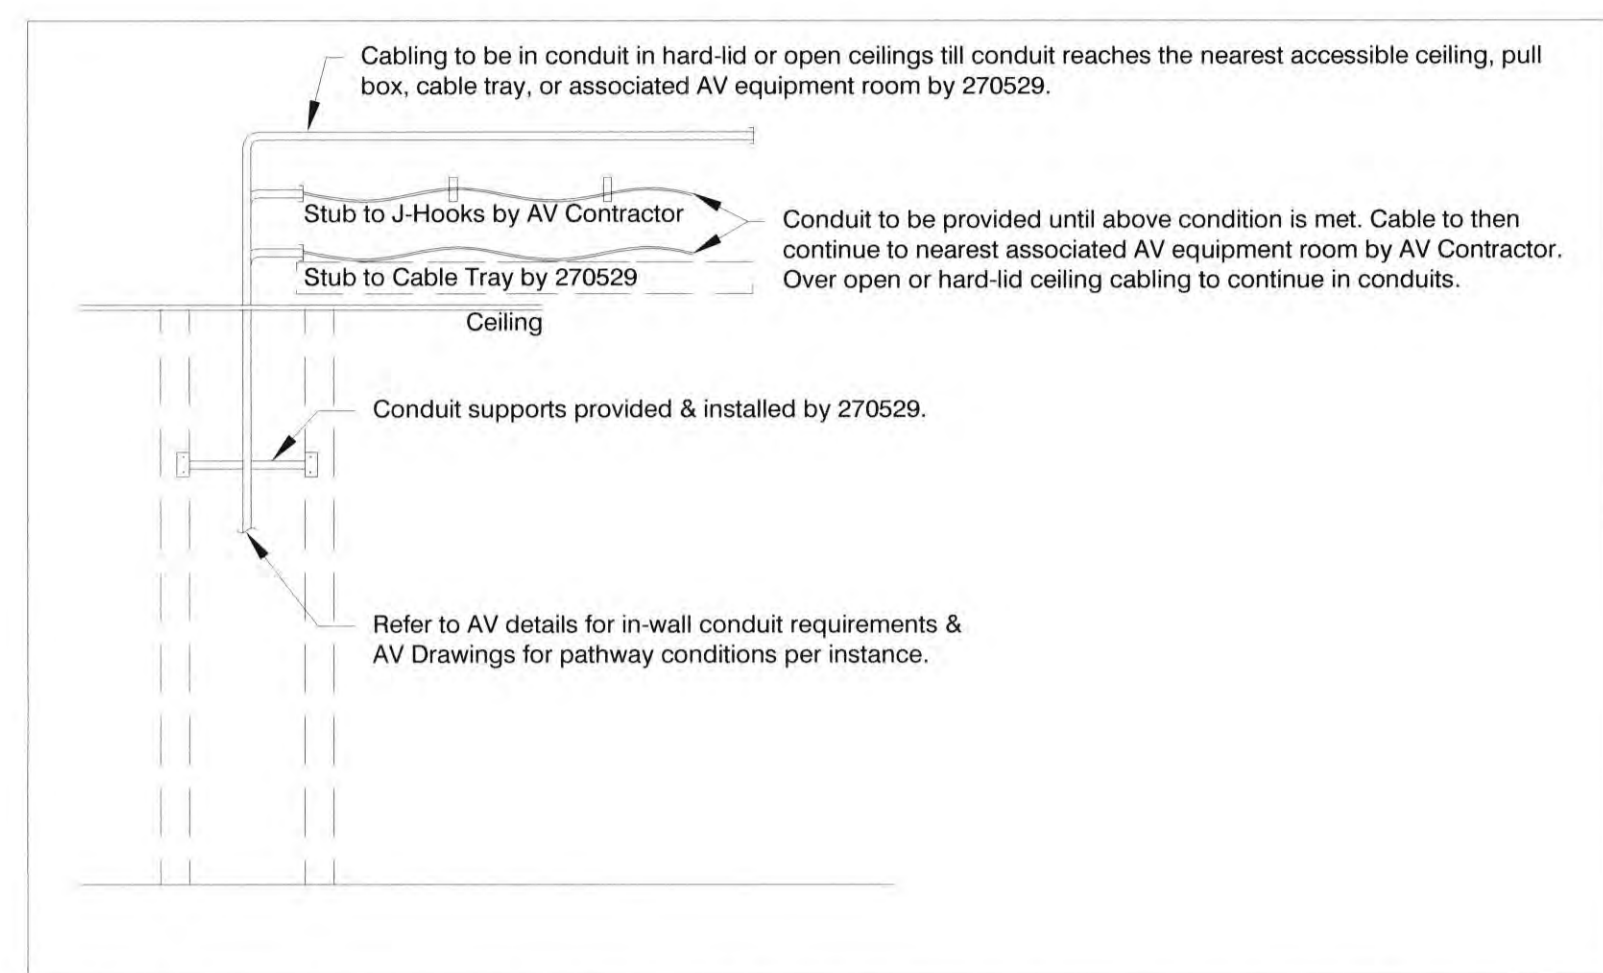 Cabling to be in conduit in hard-lid or open ceilings till conduit reaches the nearest accessible ceiling, pull
box, cable tray, or associated AV equipment room by 270529.
Stub to J-Hooks by AV Contractor
Conduit to be provided until above condition is met. Cable to then
continue to nearest associated AV equipment room by AV Contractor.
Over open or hard-lid ceiling cabling to continue in conduits.
Stub to Cable Tray by 270529
Ceiling
Conduit supports provided & installed by 270529.
Refer to AV details for in-wall conduit requirements &
AV Drawings for pathway conditions per instance.